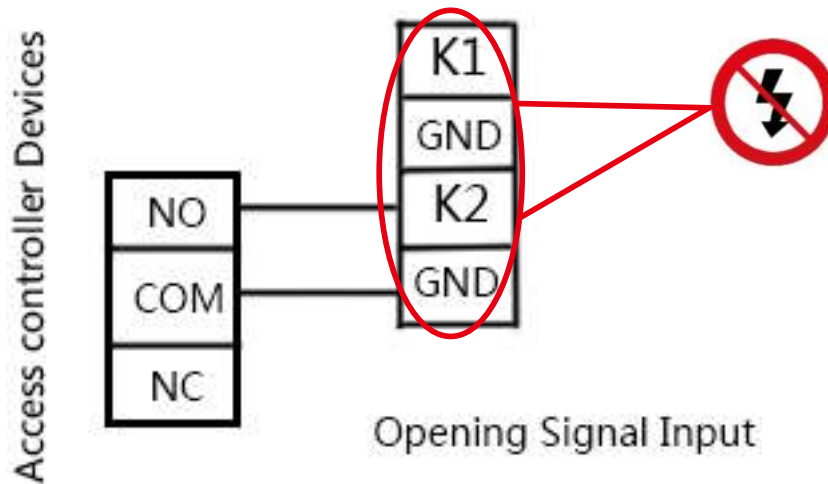 Access controller Devices
NO
COM
NC
K1
GND
K2
GND
Opening Signal Input